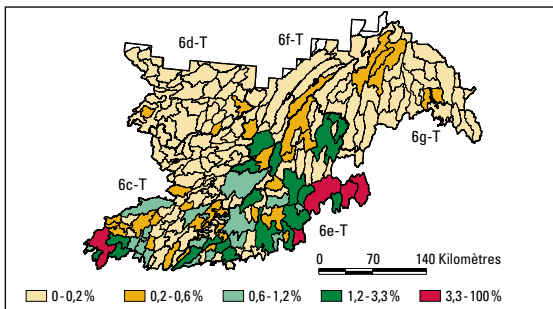 6d-T
6f-T
6g-T
6c-T
6e-T
0 70 140 Kilomètres
0 - 0,2 % 0,2 - 0,6 % 0,6 - 1,2 % 1,2 - 3,3 % 3,3 - 100 %